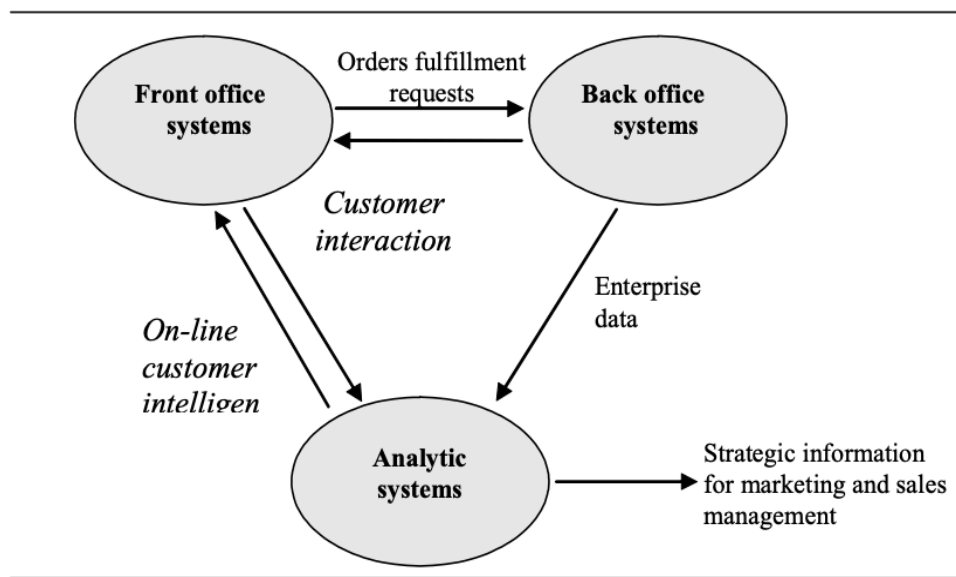 Front office
systems
Orders fulfillment
requests
Back office
systems
Customer
interaction
Enterprise
data
On-line
customer
intelligen
Analytic
systems
Strategic information
for marketing and sales
management